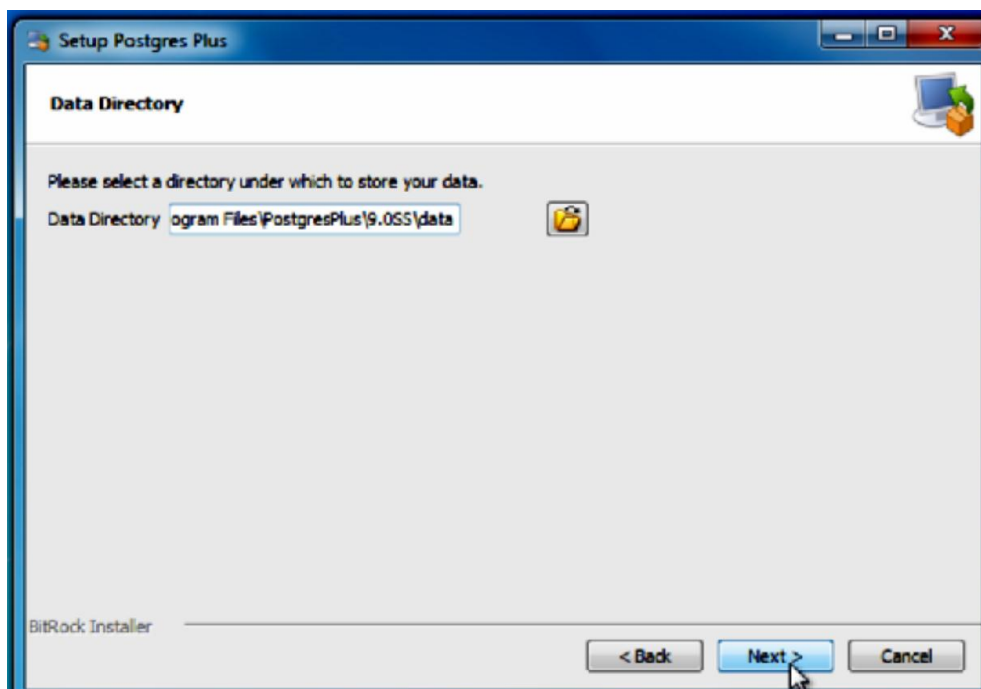 Setup Postgres Plus
Data Directory
Please select a directory under which to store your data.
Data Directory ogram Files\PostgresPlus\9.0SS\data
BitRock Installer
< Back Next > Cancel